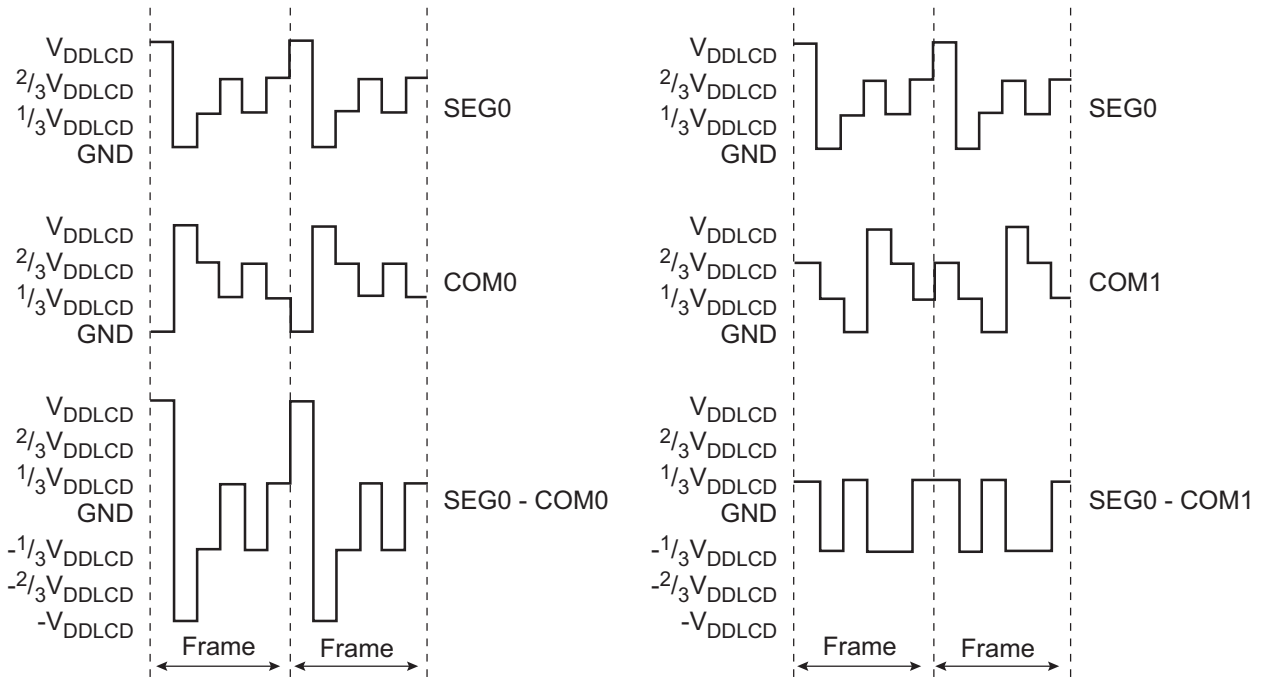 VDDLCD
2/3VDDLCD
1/3VDDLCD
GND
SEG0
VDDLCD
2/3VDDLCD
1/3VDDLCD
GND
COM0
VDDLCD
2/3VDDLCD
1/3VDDLCD
GND
-1/3VDDLCD
-2/3VDDLCD
-VDDLCD
SEG0 - COM0
Frame
Frame
VDDLCD
2/3VDDLCD
1/3VDDLCD
GND
SEG0
VDDLCD
2/3VDDLCD
1/3VDDLCD
GND
COM1
VDDLCD
2/3VDDLCD
1/3VDDLCD
GND
-1/3VDDLCD
-2/3VDDLCD
-VDDLCD
SEG0 - COM1
Frame
Frame